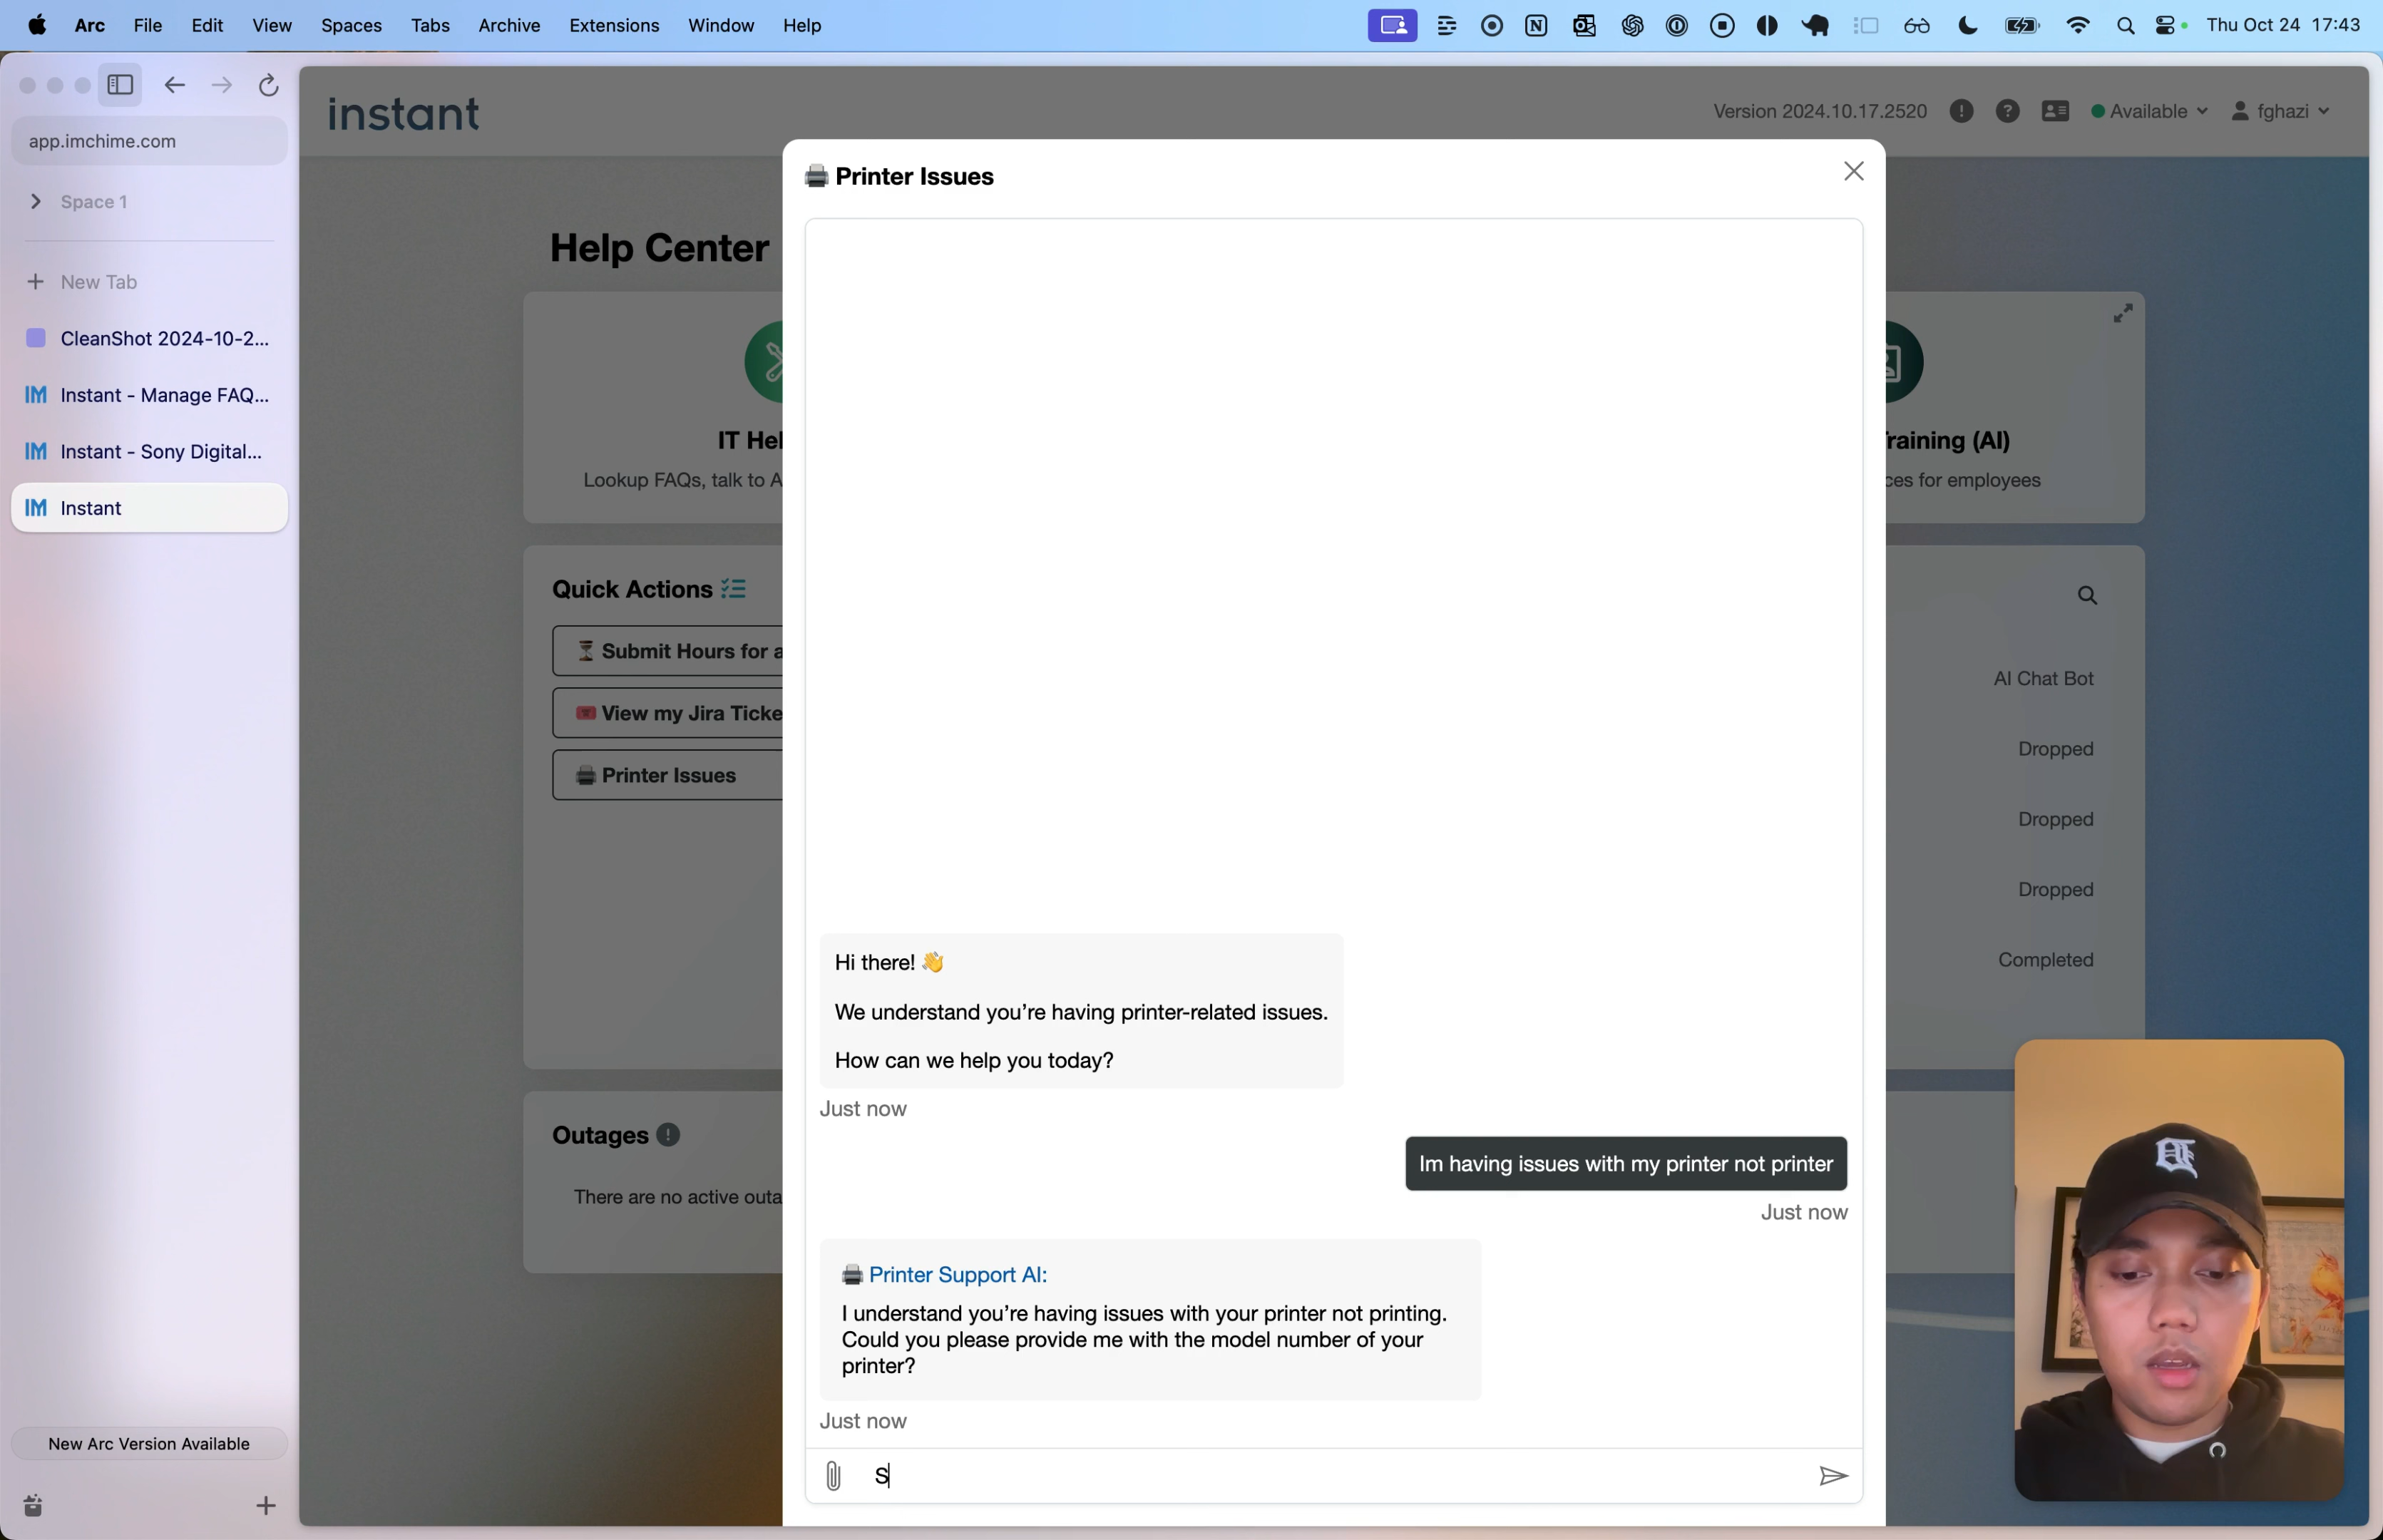 Arc File Edit View Spaces Tabs Archive Extensions Window Help
Thu Oct 24 17:43
app.imchime.com
Space 1
New Tab
CleanShot 2024-10-2...
IM Instant - Manage FAQ...
IM Instant - Sony Digital...
IM Instant
New Arc Version Available
instant
Version 2024.10.17.2520
Available
fghazi
Help Center
IT Hel
Lookup FAQs, talk to A
raining (AI)
ces for employees
Quick Actions
Submit Hours for a
View my Jira Ticke
Printer Issues
AI Chat Bot
Dropped
Dropped
Dropped
Completed
Outages
There are no active outa
Printer Issues
Hi there! 👋
We understand you’re having printer-related issues.
How can we help you today?
Just now
Im having issues with my printer not printer
Just now
Printer Support AI:
I understand you’re having issues with your printer not printing.
Could you please provide me with the model number of your
printer?
Just now
S